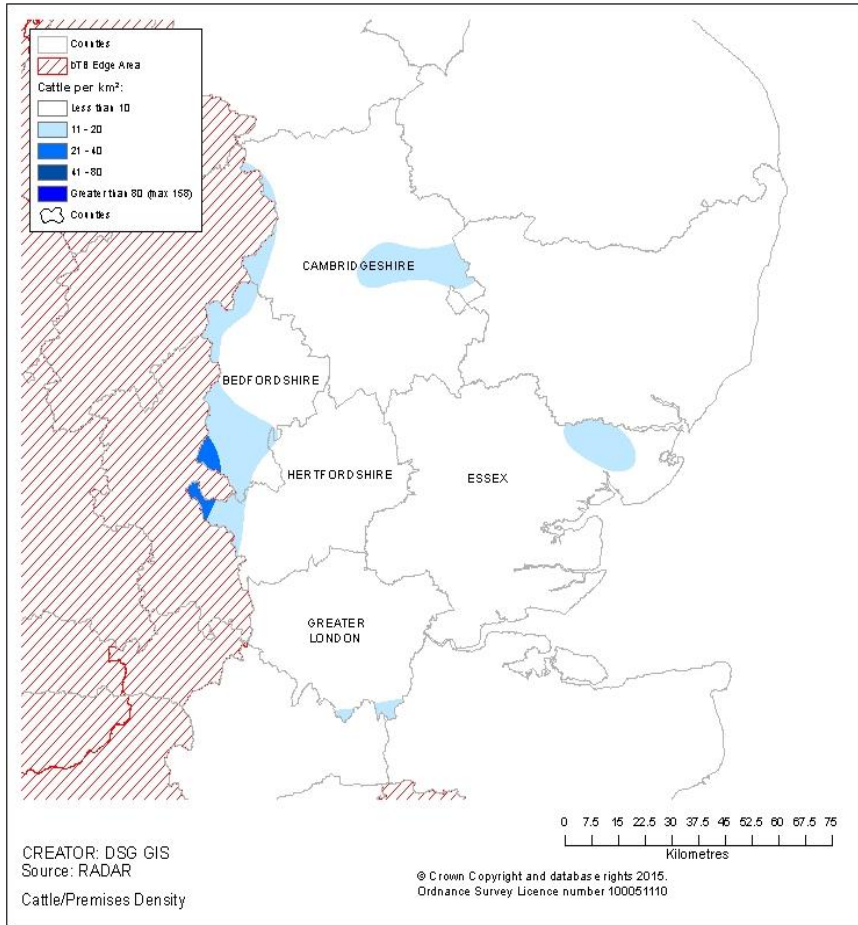 Counties
bTB Edge Area
Cattle per km²:
Less than 10
11 - 20
21 - 40
41 - 80
Greater than 80 (max 158)
Counties
CAMBRIDGESHIRE
BEDFORDSHIRE
HERTFORDSHIRE
ESSEX
GREATER
LONDON
0 7.5 15 22.5 30 37.5 45 52.5 60 67.5 75
Kilometres
CREATOR: DSG GIS
Source: RADAR
Cattle/Premises Density
© Crown Copyright and database rights 2015.
Ordnance Survey Licence number 100051110